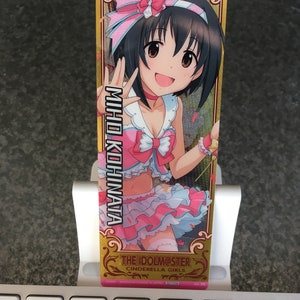 MIHO KOHINATA
THE IDOLM@STER
CINDERELLA GIRLS